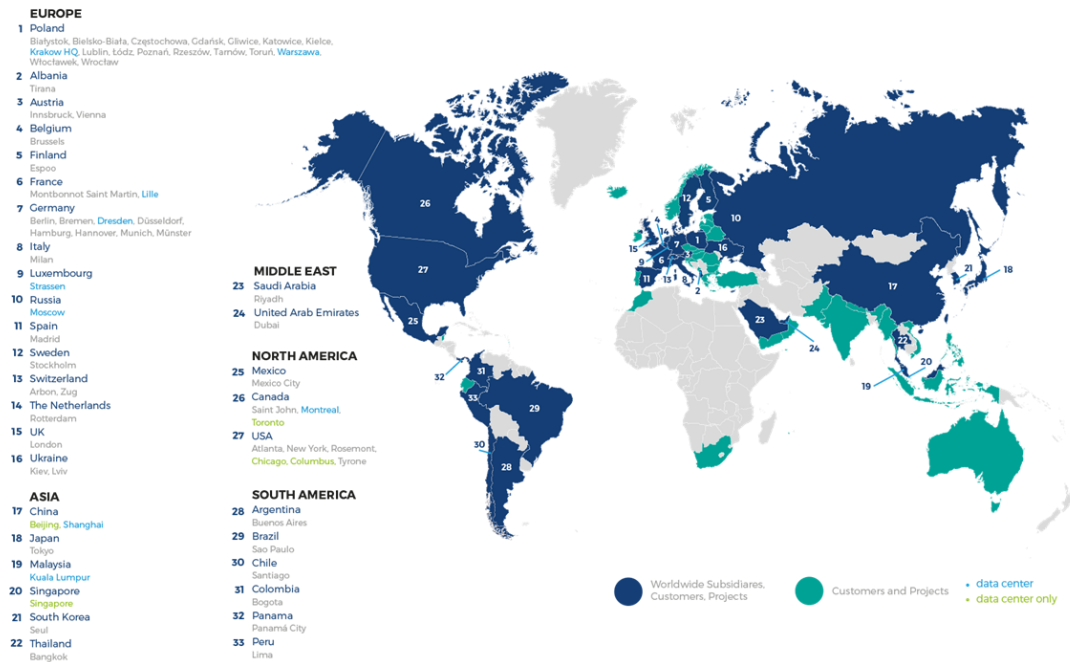 EUROPE
1 Poland
Białystok, Bielsko-Biała, Częstochowa, Gdańsk, Gliwice, Katowice, Kielce,
Krakow HQ, Lublin, Łódz, Poznań, Rzeszów, Tarnów, Toruń, Warszawa,
Włocławek, Wrocław
2 Albania
Tirana
3 Austria
Innsbruck, Vienna
4 Belgium
Brussels
5 Finland
Espoo
6 France
Montbonnot Saint Martin, Lille
7 Germany
Berlin, Bremen, Dresden, Düsseldorf,
Hamburg, Hannover, Munich, Münster
8 Italy
Milan
9 Luxembourg
Strassen
10 Russia
Moscow
11 Spain
Madrid
12 Sweden
Stockholm
13 Switzerland
Arbon, Zug
14 The Netherlands
Rotterdam
15 UK
London
16 Ukraine
Kiev, Lviv
ASIA
17 China
Beijing, Shanghai
18 Japan
Tokyo
19 Malaysia
Kuala Lumpur
20 Singapore
Singapore
21 South Korea
Seul
22 Thailand
Bangkok
MIDDLE EAST
23 Saudi Arabia
Riyadh
24 United Arab Emirates
Dubai
NORTH AMERICA
25 Mexico
Mexico City
26 Canada
Saint John, Montreal,
Toronto
27 USA
Atlanta, New York, Rosemont,
Chicago, Columbus, Tyrone
SOUTH AMERICA
28 Argentina
Buenos Aires
29 Brazil
Sao Paulo
30 Chile
Santiago
31 Colombia
Bogota
32 Panama
Panamá City
33 Peru
Lima
26
27
25
32
31
33
29
30
28
12
5
10
4
14
15
7
1
16
9
6
3
11
13
8
2
17
21
18
23
24
22
20
19
Worldwide Subsidiares,
Customers, Projects
Customers and Projects
data center
data center only